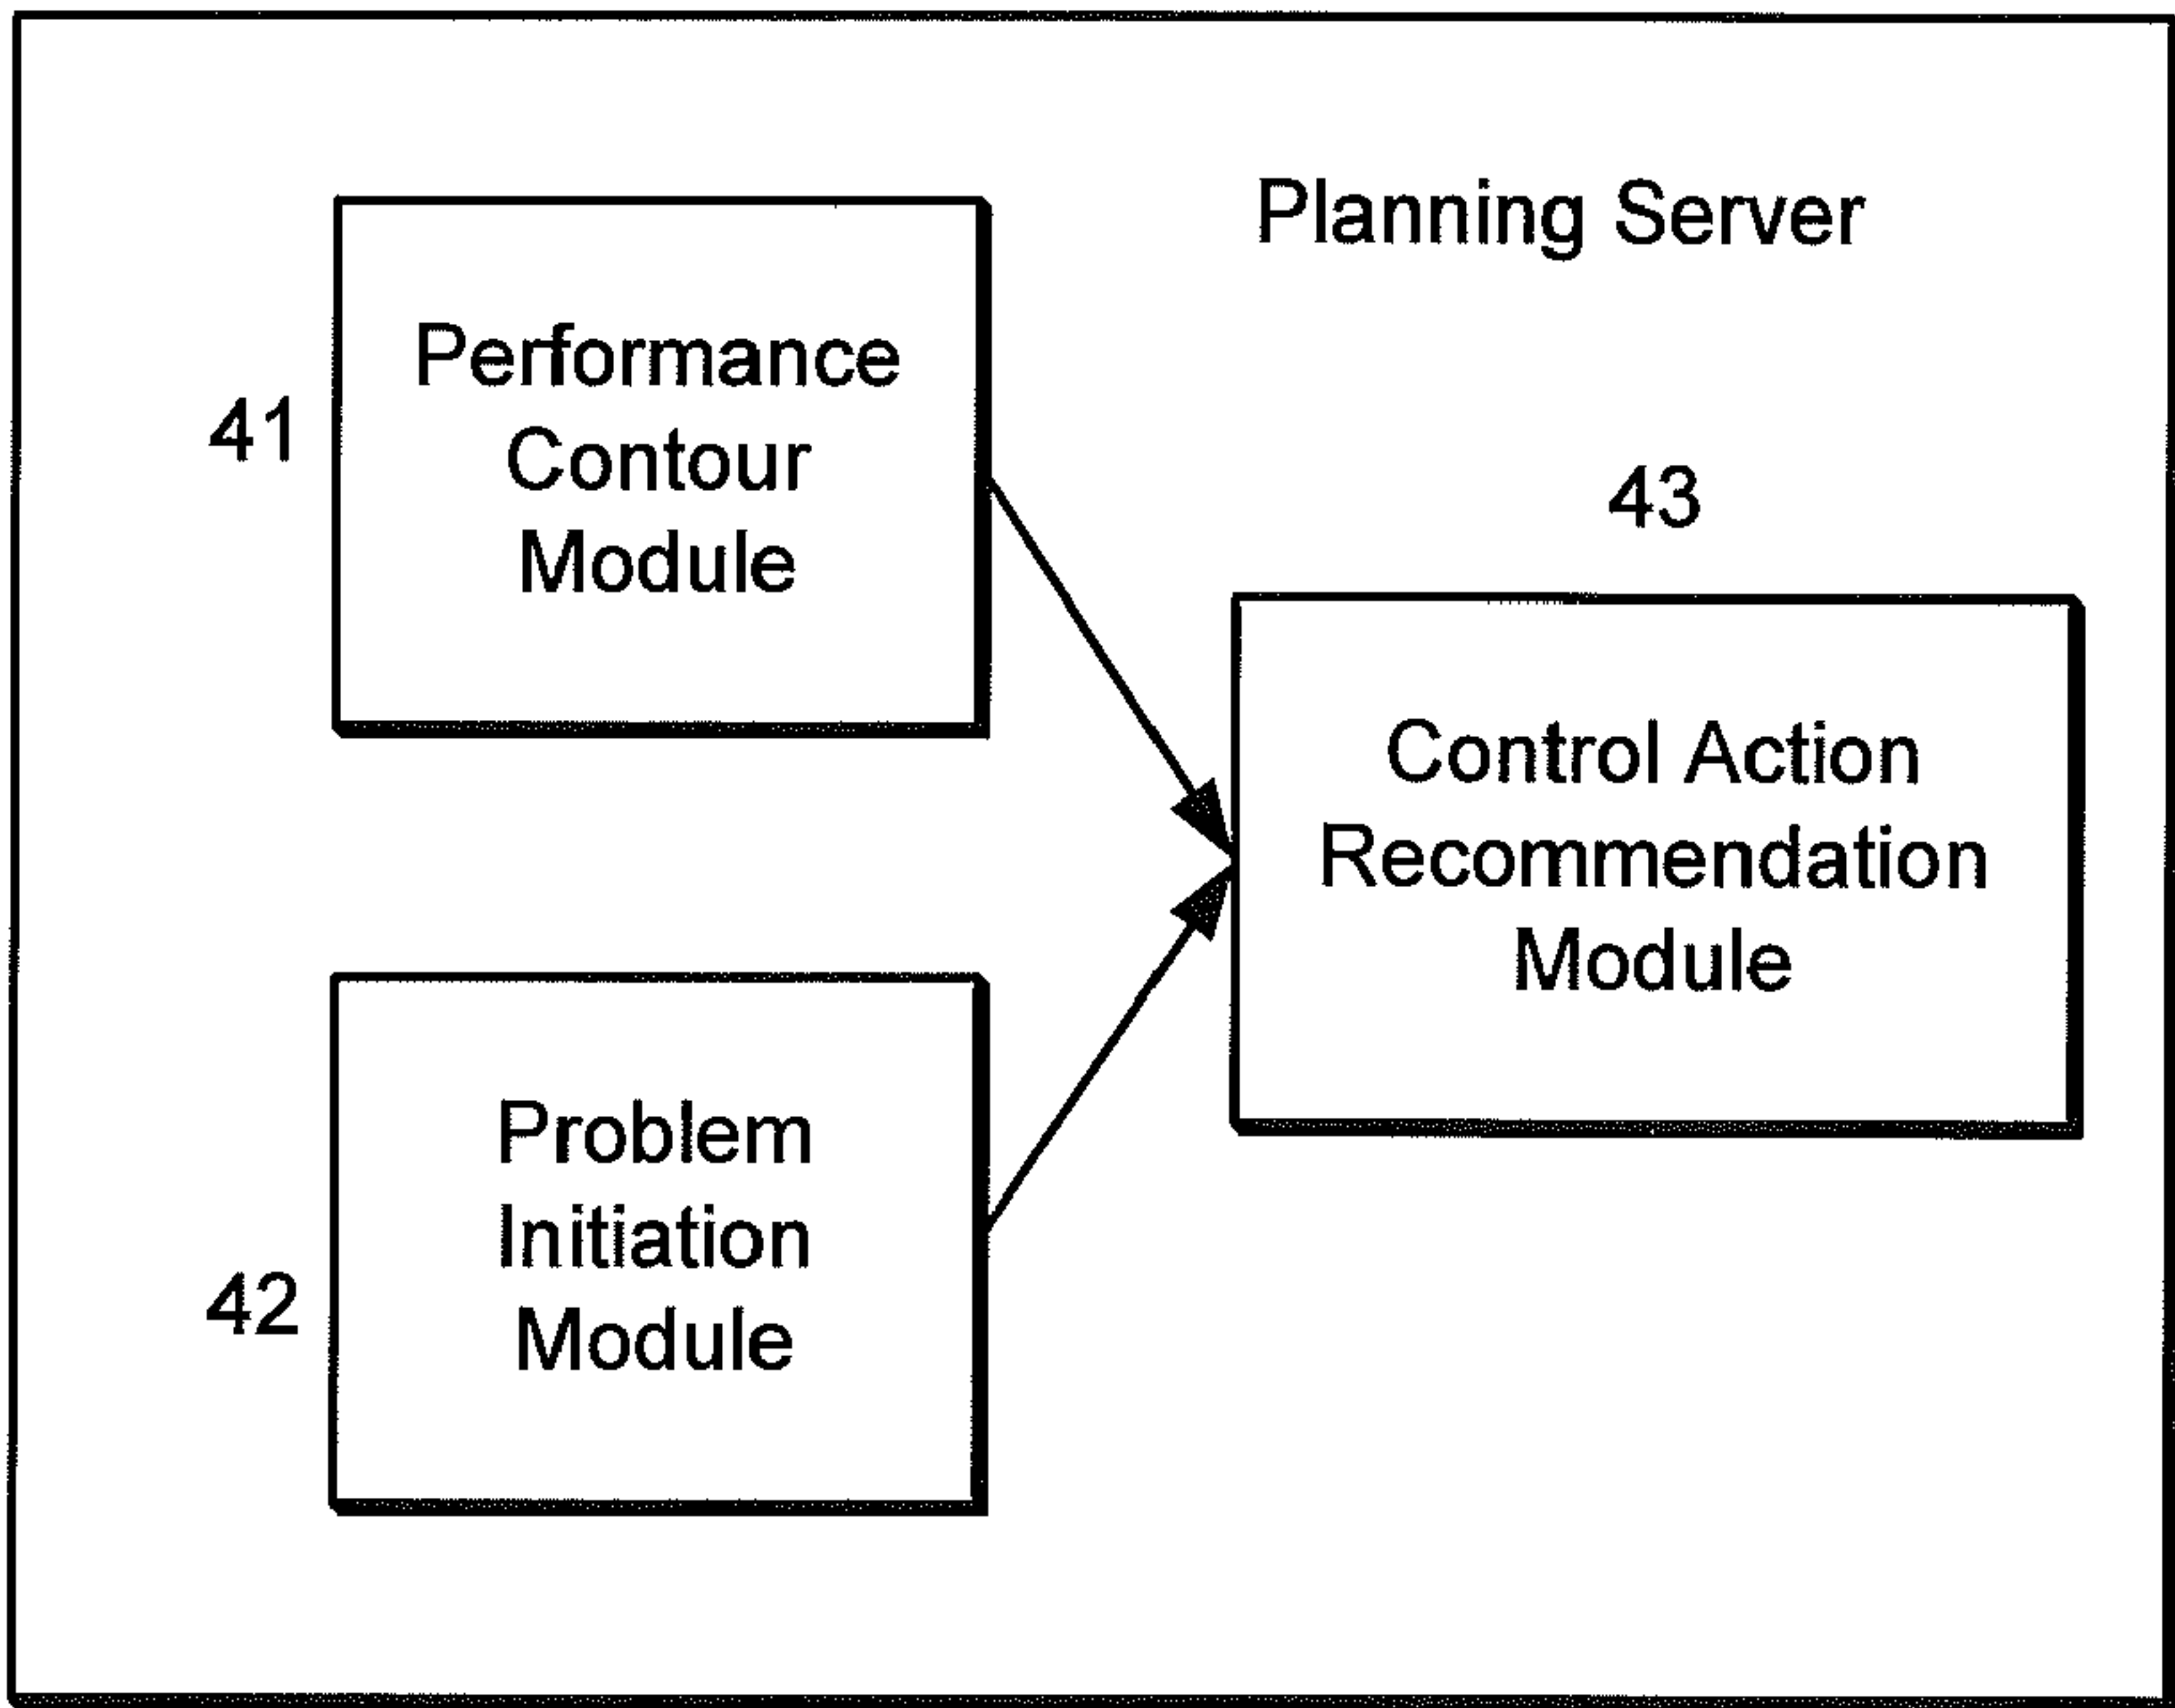 Planning Server
41
Performance
Contour
Module
43
Control Action
Recommendation
Module
42
Problem
Initiation
Module